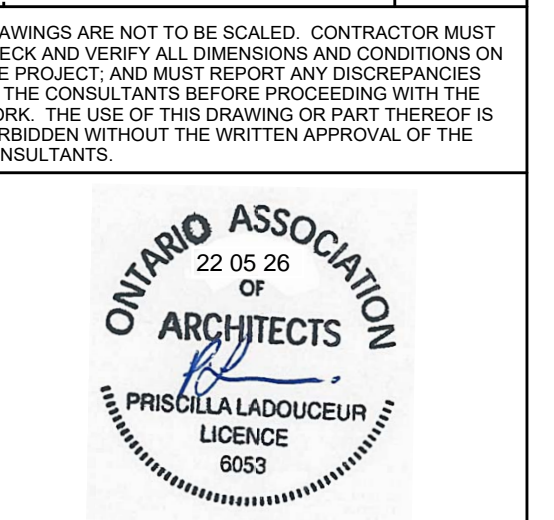 AWINGS ARE NOT TO BE SCALED. CONTRACTOR MUST
ECK AND VERIFY ALL DIMENSIONS AND CONDITIONS ON
E PROJECT; AND MUST REPORT ANY DISCREPANCIES
THE CONSULTANTS BEFORE PROCEEDING WITH THE
ORK. THE USE OF THIS DRAWING OR PART THEREOF IS
RBIDDEN WITHOUT THE WRITTEN APPROVAL OF THE
NSULTANTS.
ONTARIO ASSOCIATION
22 05 26
OF
ARCHITECTS
PRISCILLA LADOUCEUR
LICENCE
6053